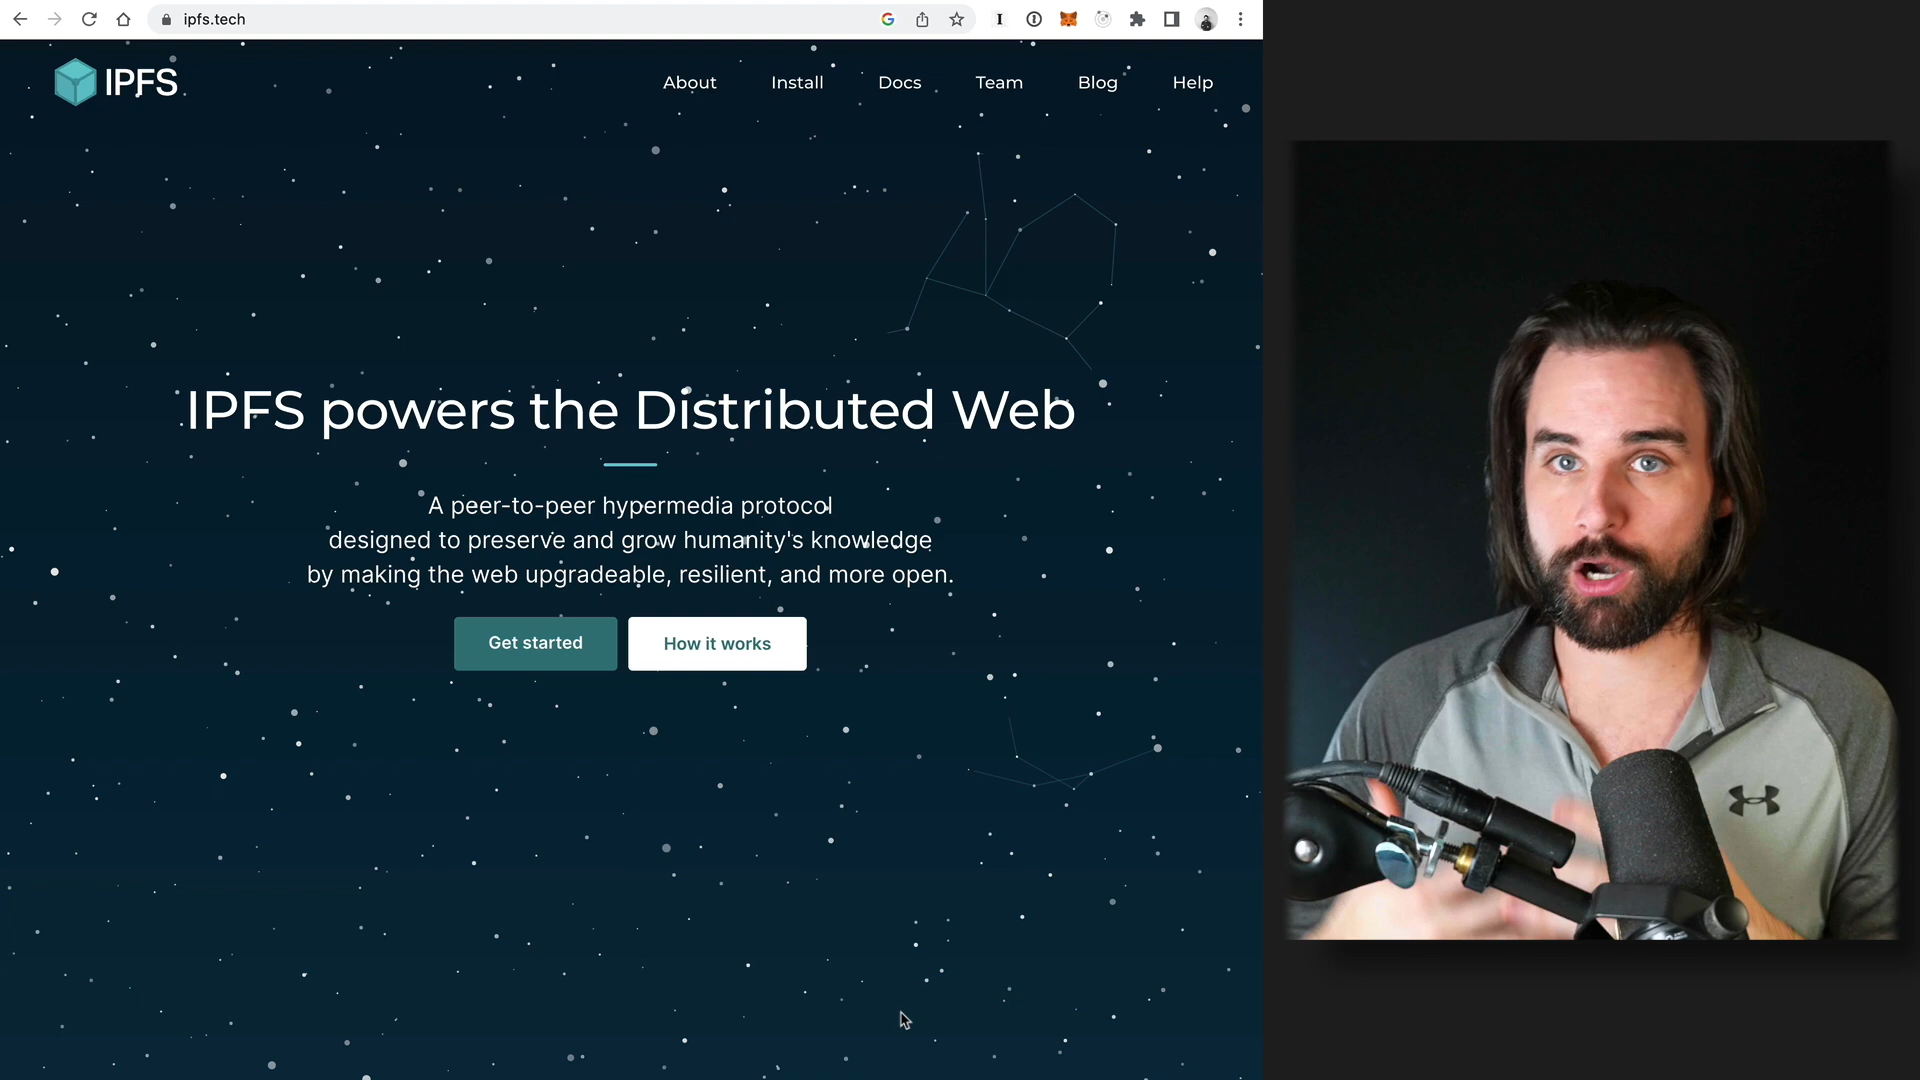 ipfs.tech
IPFS
About Install Docs Team Blog Help
IPFS powers the Distributed Web
A peer-to-peer hypermedia protocol
designed to preserve and grow humanity's knowledge
by making the web upgradeable, resilient, and more open.
Get started How it works